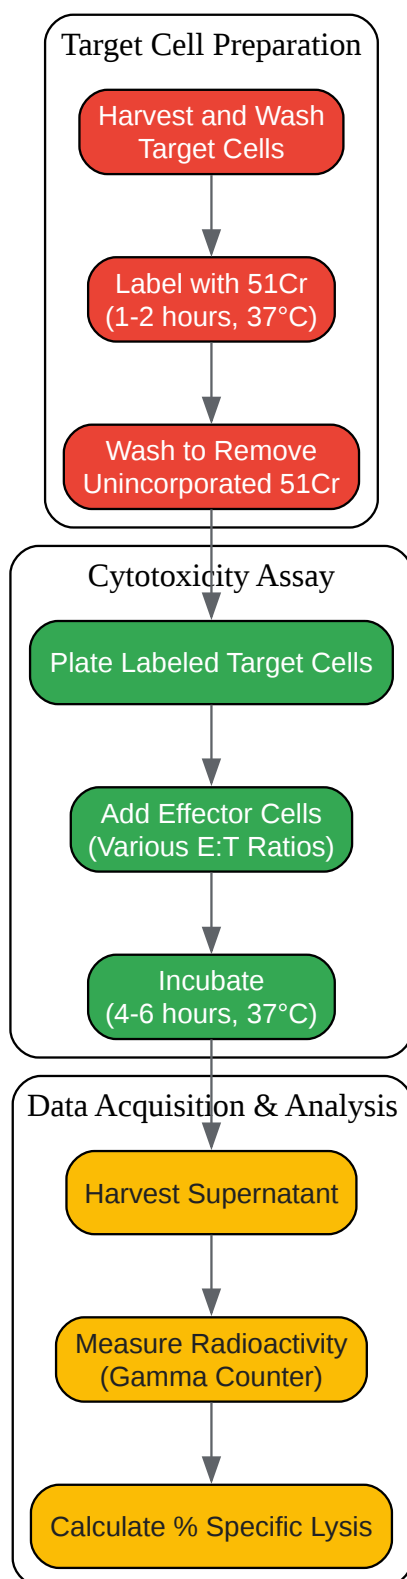 Target Cell Preparation
Harvest and Wash
Target Cells
Label with 51Cr
(1-2 hours, 37°C)
Wash to Remove
Unincorporated 51Cr
Cytotoxicity Assay
Plate Labeled Target Cells
Add Effector Cells
(Various E:T Ratios)
Incubate
(4-6 hours, 37°C)
Data Acquisition & Analysis
Harvest Supernatant
Measure Radioactivity
(Gamma Counter)
Calculate % Specific Lysis